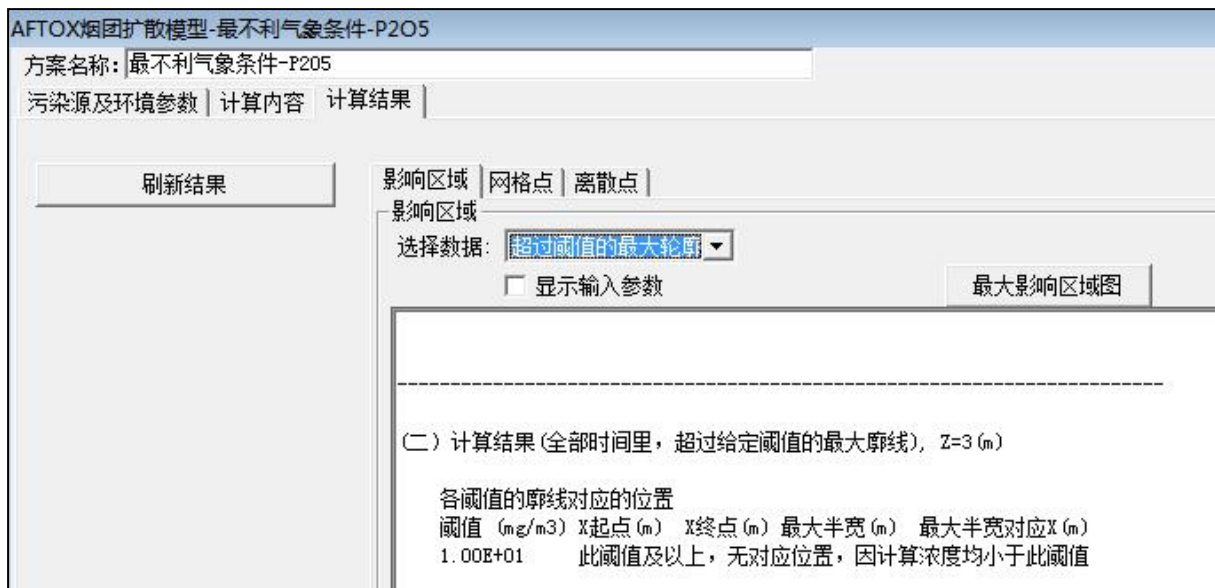 AFTOX烟团扩散模型-最不利气象条件-P2O5
方案名称: 最不利气象条件-P2O5
污染源及环境参数 计算内容 计算结果
刷新结果
影响区域 网格点 离散点
影响区域
选择数据: 超过阈值的最大轮廓
显示输入参数
最大影响区域图
--------------------------------------------------------------------------
(二) 计算结果(全部时间里，超过给定阈值的最大廓线), Z=3(m)
各阈值的廓线对应的位置
阈值 (mg/m3) X起点(m) X终点(m) 最大半宽(m) 最大半宽对应X(m)
1.00E+01 此阈值及以上，无对应位置，因计算浓度均小于此阈值